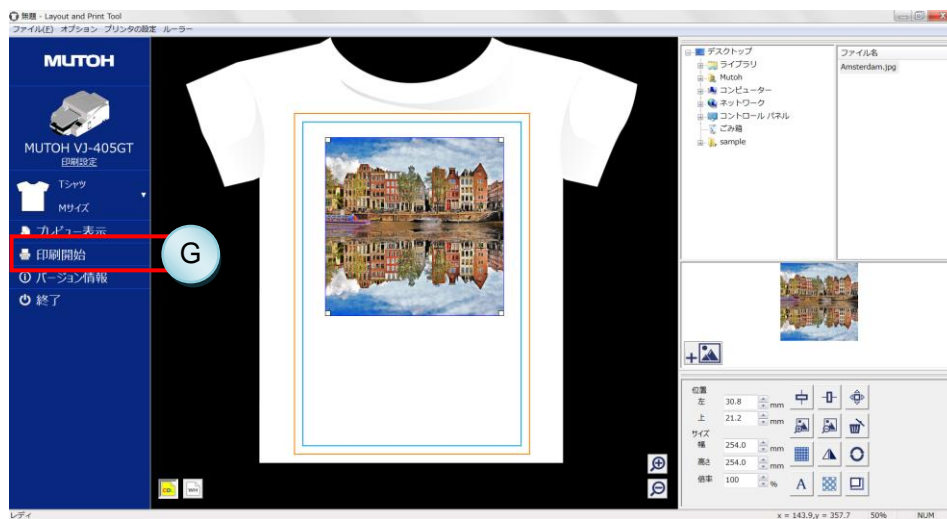 無題 - Layout and Print Tool
ファイル(F) オプション プリンタの設定 ルーラー
MUTOH
MUTOH VJ-405GT
印刷設定
Tシャツ
Mサイズ
プレビュー表示
印刷開始
バージョン情報
終了
G
デスクトップ
ライブラリ
Mutoh
コンピューター
ネットワーク
コントロール パネル
ごみ箱
sample
ファイル名
Amsterdam.jpg
位置
左 30.8 mm
上 21.2 mm
サイズ
幅 254.0 mm
高さ 254.0 mm
倍率 100 %
A
レディ
x = 143.9,y = 357.7 50% NUM